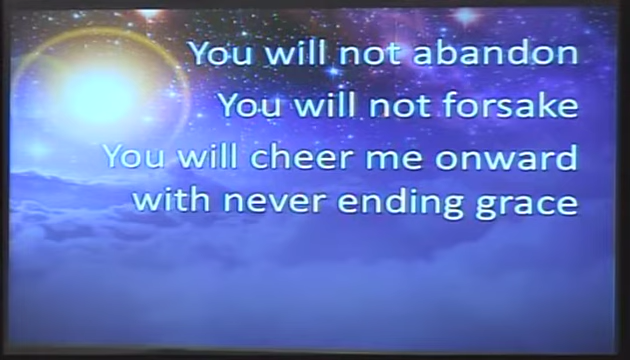 You will not abandon
You will not forsake
You will cheer me onward
with never ending grace